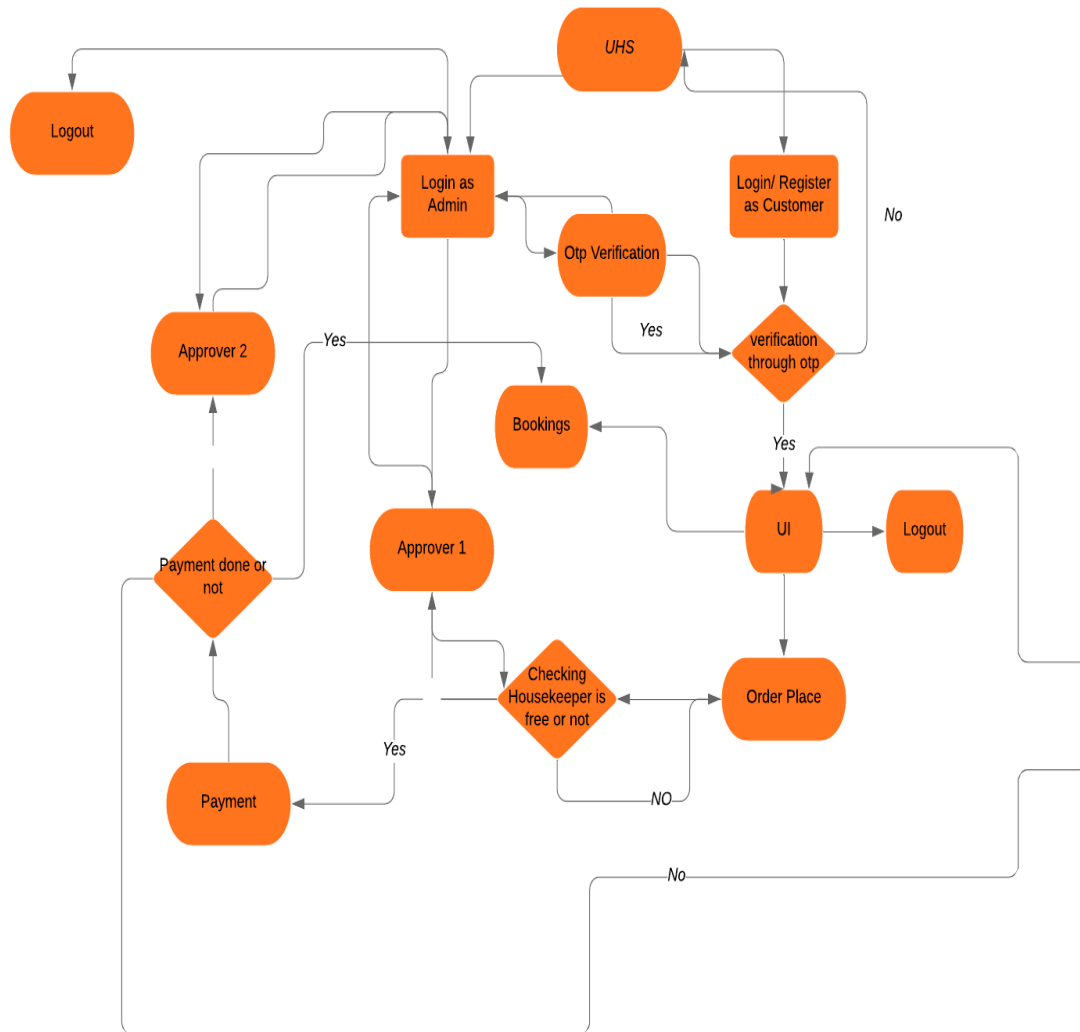 UHS
Logout
Login as
Admin
Login/ Register
as Customer
No
Otp Verification
Yes
verification
through otp
Approver 2
Yes
Bookings
Yes
UI
Logout
Approver 1
Payment done or
not
Checking
Housekeeper is
free or not
Order Place
Yes
Payment
NO
No